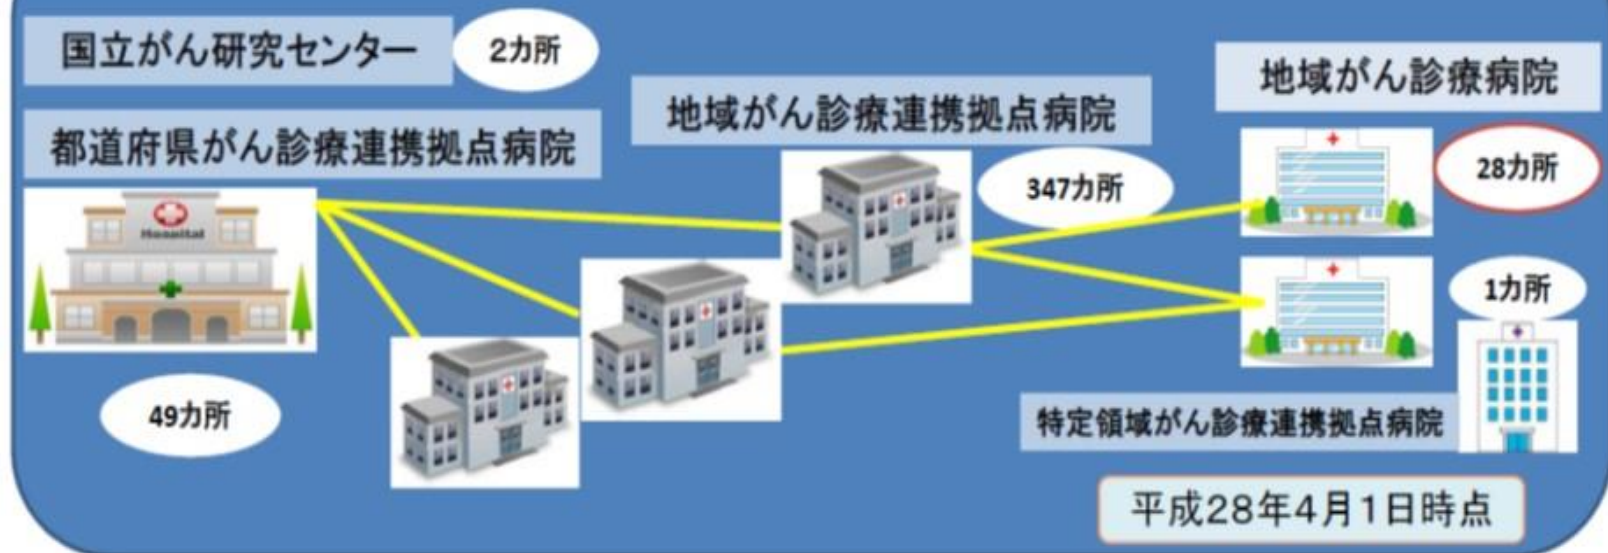 国立がん研究センター
2カ所
都道府県がん診療連携拠点病院
Hospital
49カ所
地域がん診療連携拠点病院
347カ所
地域がん診療病院
28カ所
1カ所
特定領域がん診療連携拠点病院
平成28年4月1日時点